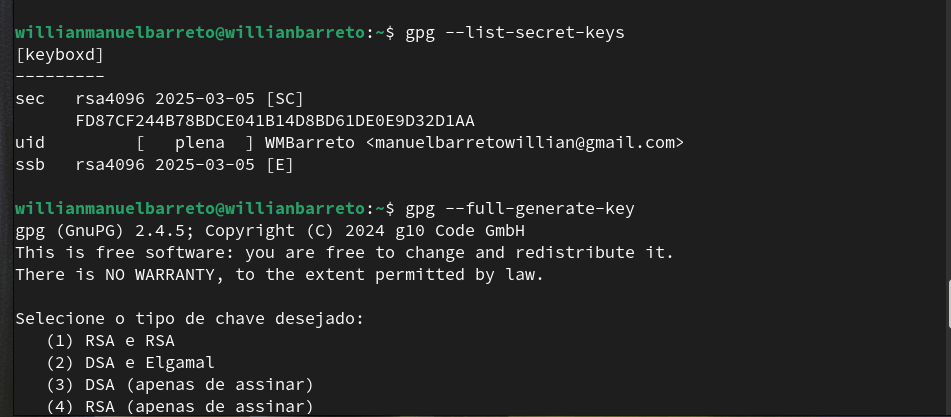 willianmanuelbarreto@willianbarreto:~$ gpg --list-secret-keys
[keyboxd]
---------
sec   rsa4096 2025-03-05 [SC]
      FD87CF244B78BDCE041B14D8BD61DE0E9D32D1AA
uid         [   plena  ] WMBarreto <manuelbarretowillian@gmail.com>
ssb   rsa4096 2025-03-05 [E]
willianmanuelbarreto@willianbarreto:~$ gpg --full-generate-key
gpg (GnuPG) 2.4.5; Copyright (C) 2024 g10 Code GmbH
This is free software: you are free to change and redistribute it.
There is NO WARRANTY, to the extent permitted by law.
Selecione o tipo de chave desejado:
   (1) RSA e RSA
   (2) DSA e Elgamal
   (3) DSA (apenas de assinar)
   (4) RSA (apenas de assinar)